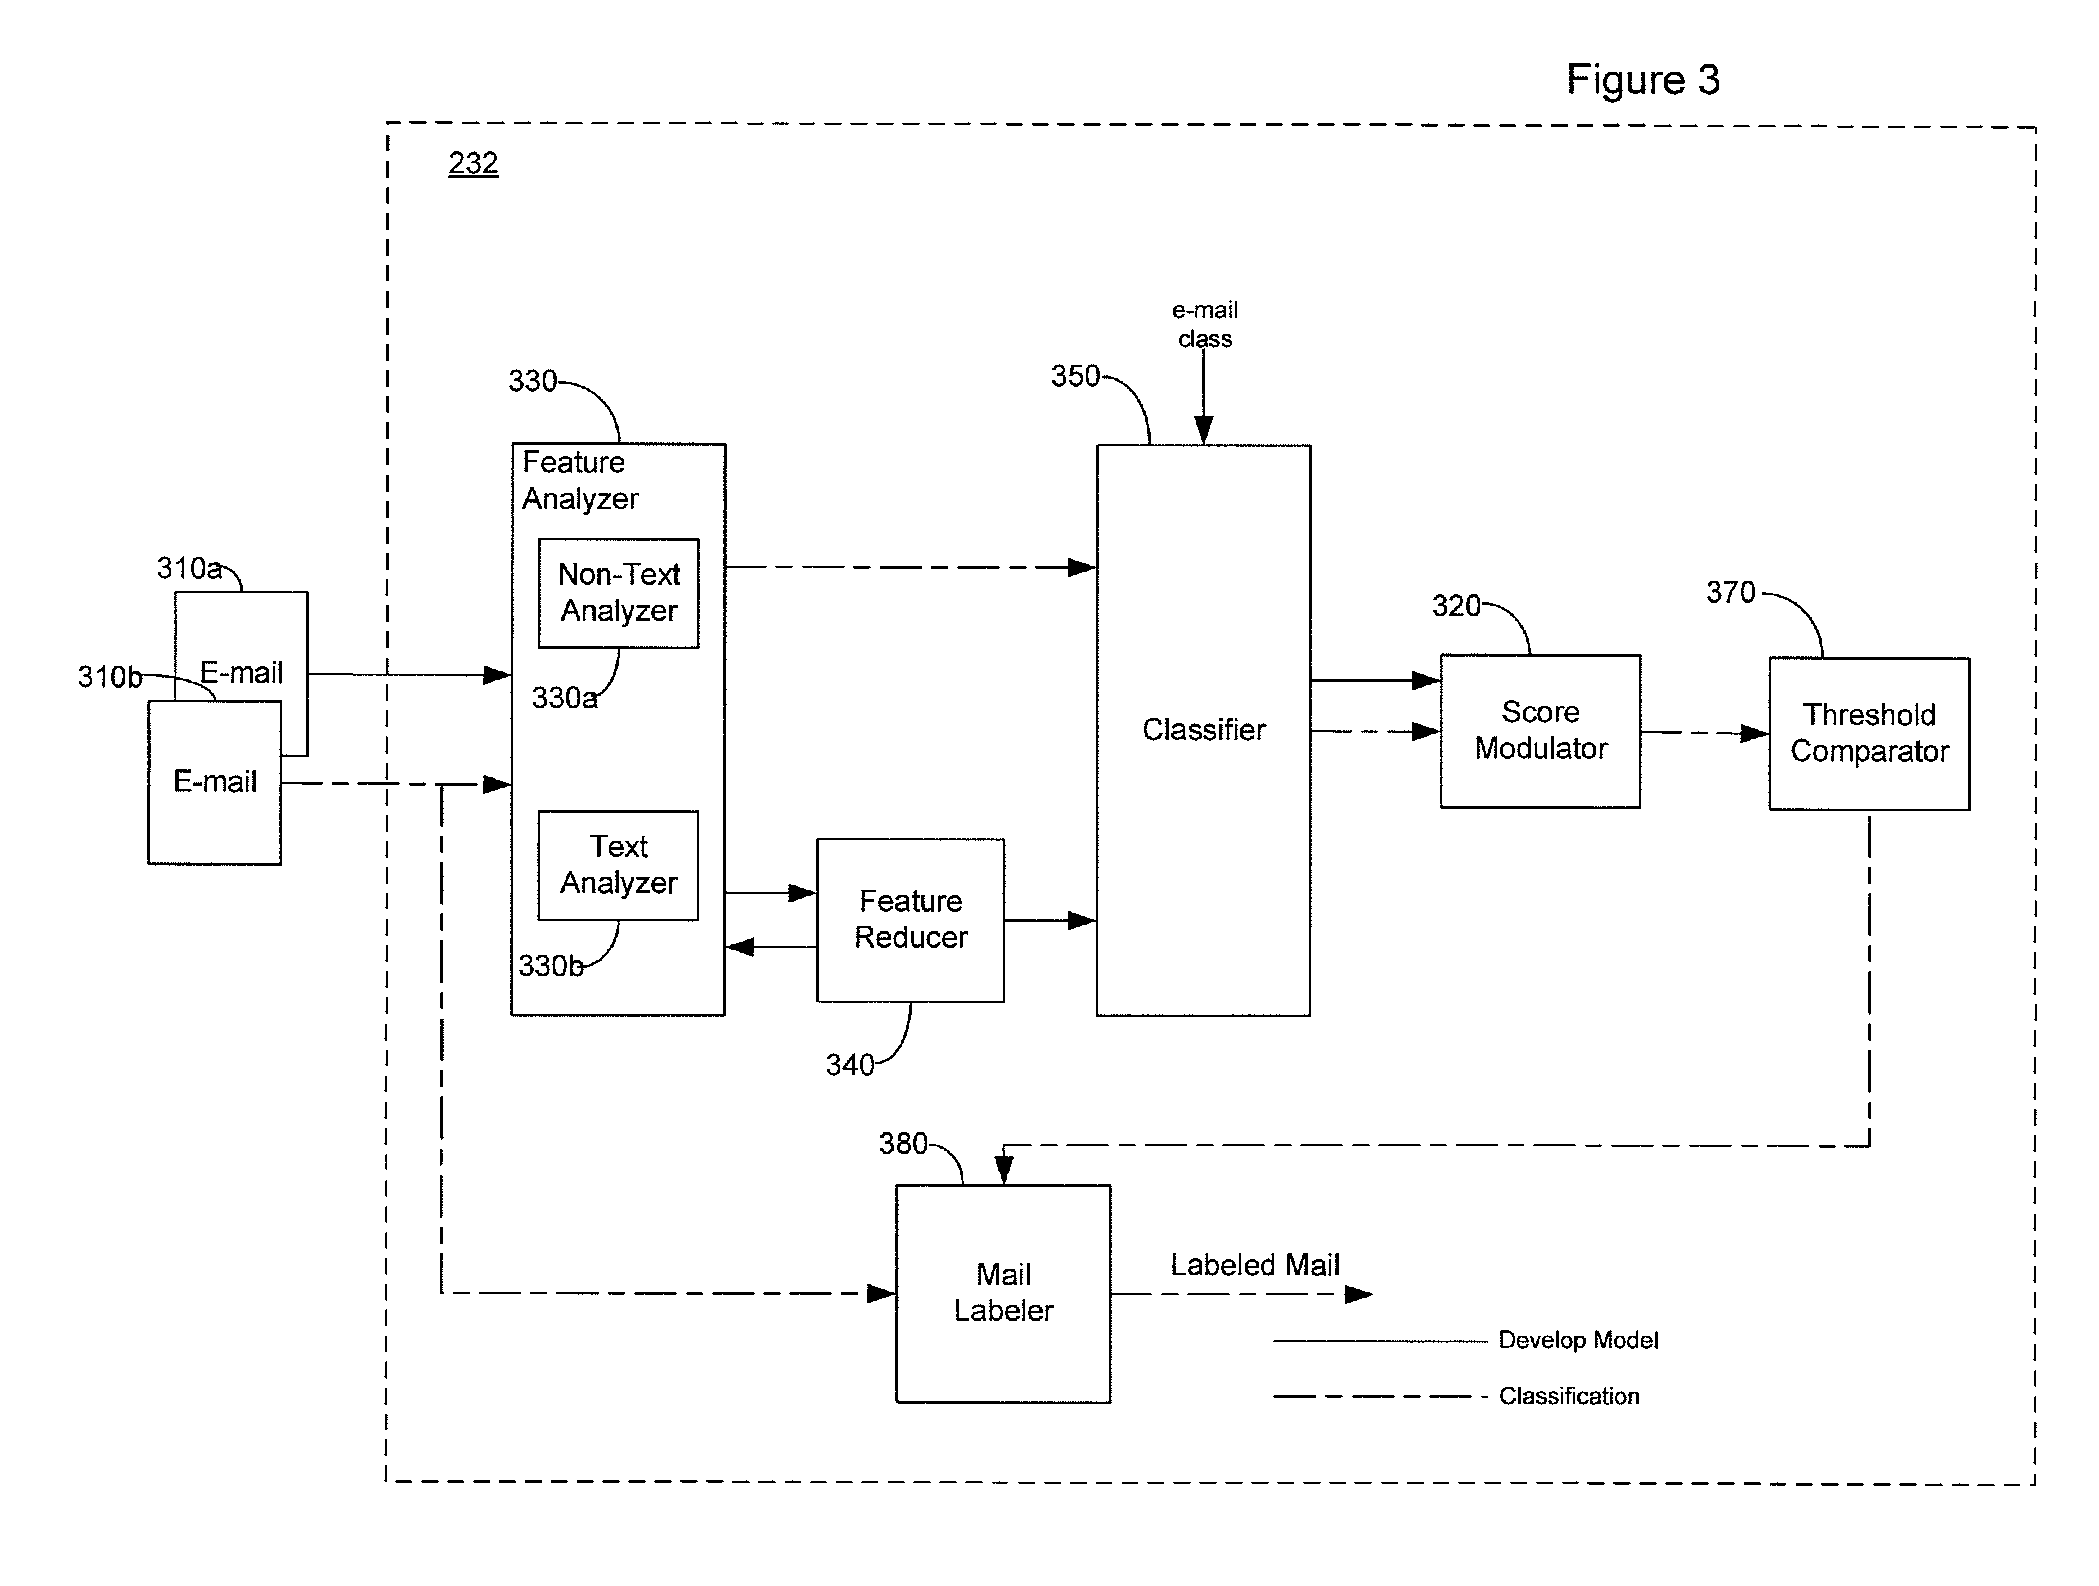 Figure 3
232
e-mail
class
330
350
Feature
Analyzer
Non-Text
Analyzer
330a
310a
E-mail
310b
E-mail
320
370
Classifier
Score
Modulator
Threshold
Comparator
Text
Analyzer
330b
Feature
Reducer
340
380
Mail
Labeler
Labeled Mail
Develop Model
Classification